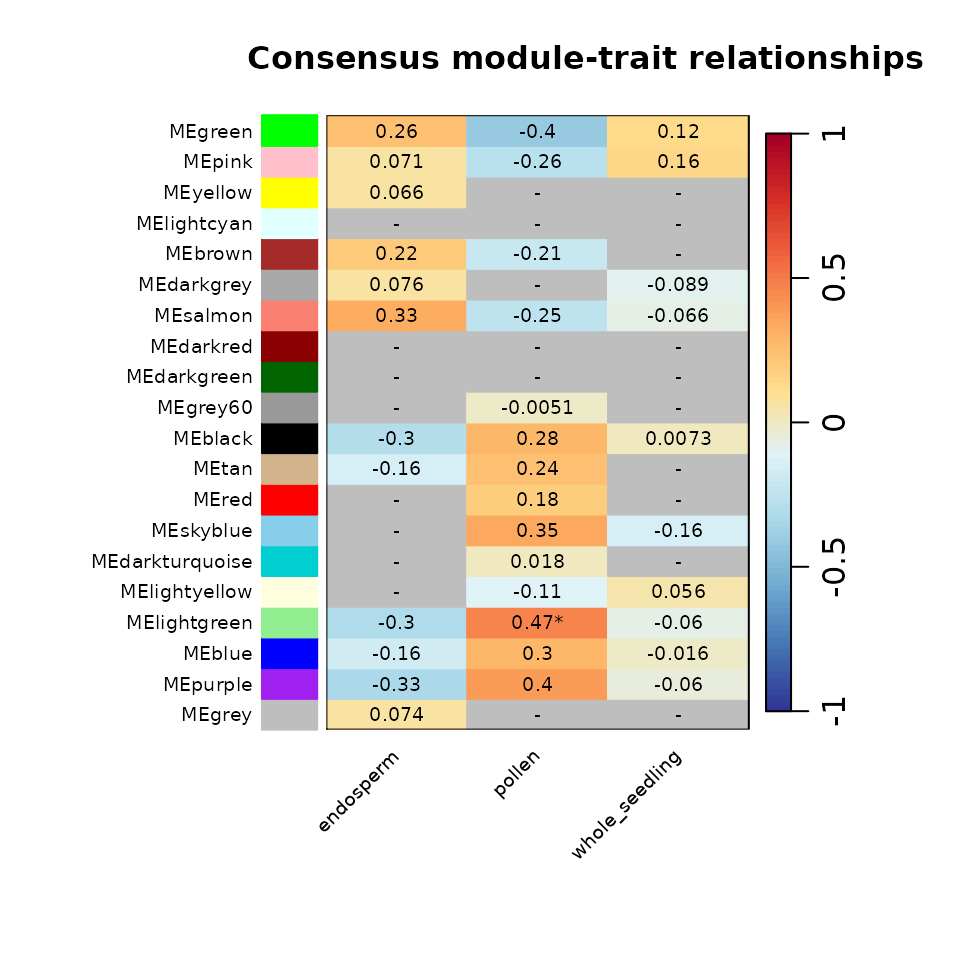 Consensus module-trait relationships
MEgreen 0.26 -0.4 0.12
MEpink 0.071 -0.26 0.16
MEyellow 0.066 - -
MElightcyan - - -
MEbrown 0.22 -0.21 -
MEdarkgrey 0.076 - -0.089
MEsalmon 0.33 -0.25 -0.066
MEdarkred - - -
MEdarkgreen - - -
MEgrey60 - -0.0051 -
MEblack -0.3 0.28 0.0073
MEtan -0.16 0.24 -
MEred - 0.18 -
MEskyblue - 0.35 -0.16
MEdarkturquoise - 0.018 -
MElightyellow - -0.11 0.056
MElightgreen -0.3 0.47* -0.06
MEblue -0.16 0.3 -0.016
MEpurple -0.33 0.4 -0.06
MEgrey 0.074 - -
endosperm
pollen
whole_seedling
1
0.5
0
-0.5
-1